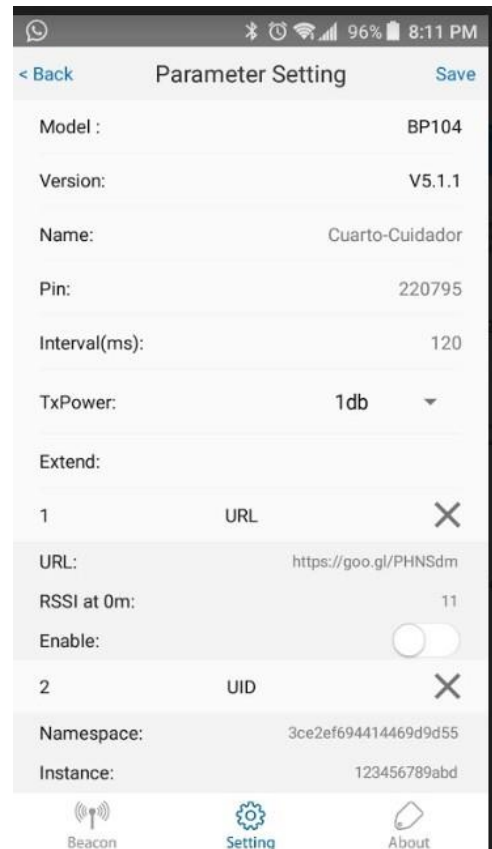 96% 8:11 PM
< Back Parameter Setting Save
Model : BP104
Version: V5.1.1
Name: Cuarto-Cuidador
Pin: 220795
Interval(ms): 120
TxPower: 1db
Extend:
1 URL
URL: https://goo.gl/PHNSdm
RSSI at 0m: 11
Enable:
2 UID
Namespace: 3ce2ef694414469d9d55
Instance: 123456789abd
Beacon Setting About